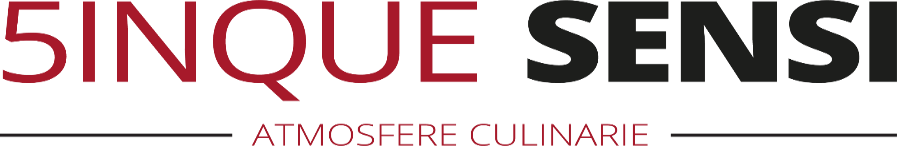 5INQUE SENSI
ATMOSFERE CULINARIE